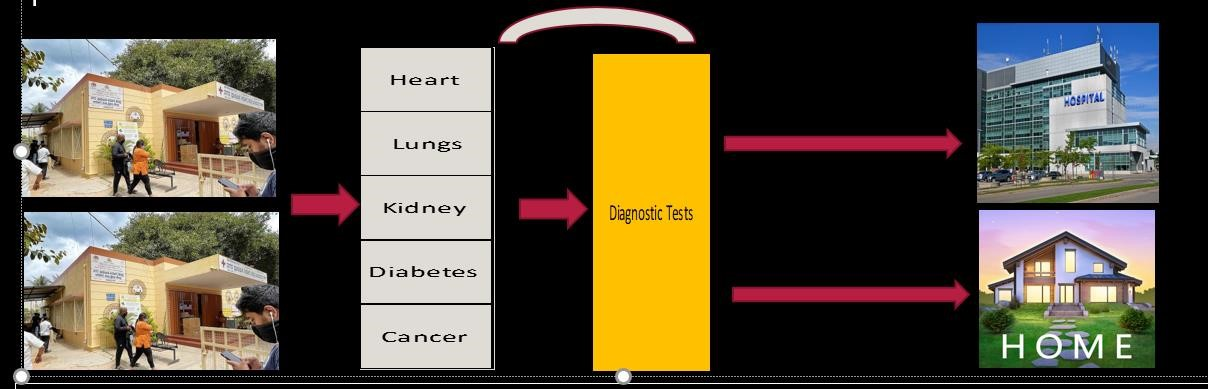 Heart
Lungs
Kidney
Diabetes
Cancer
Diagnostic Tests
HOSPITAL
HOME